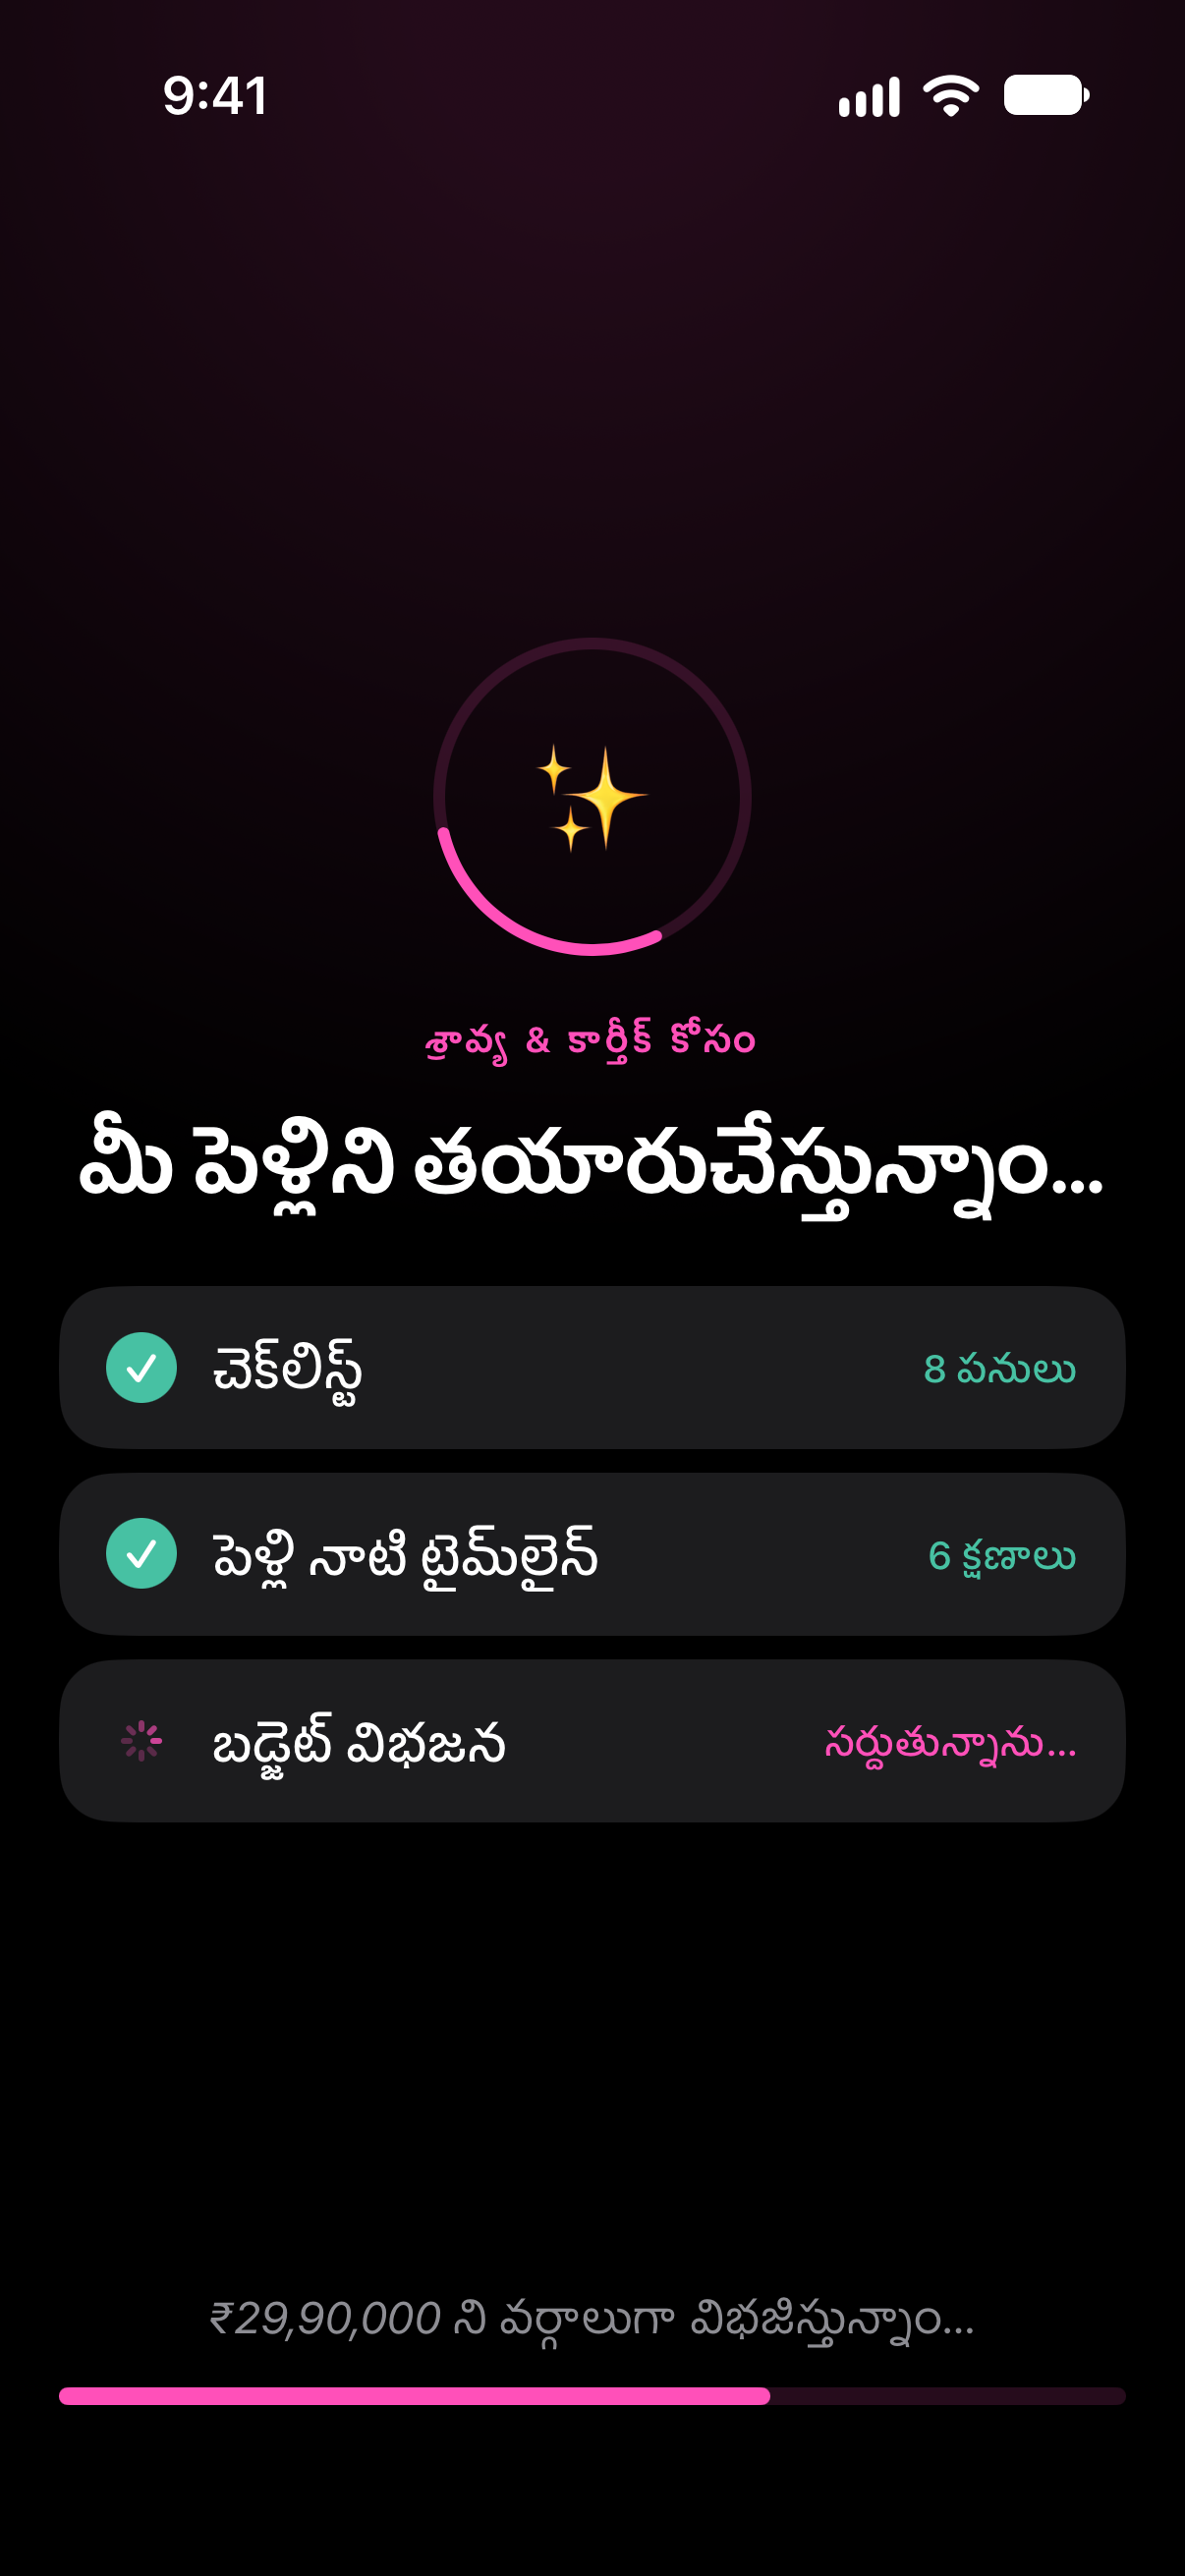 9:41
శ్రావ్య & కార్తీక్ కోసం
మీ పెళ్లిని తయారుచేస్తున్నాం...
చెక్‌లిస్ట్
8 పనులు
పెళ్లి నాటి టైమ్‌లైన్
6 క్షణాలు
బడ్జెట్ విభజన
సర్దుతున్నాను...
₹29,90,000 ని వర్గాలుగా విభజిస్తున్నాం...